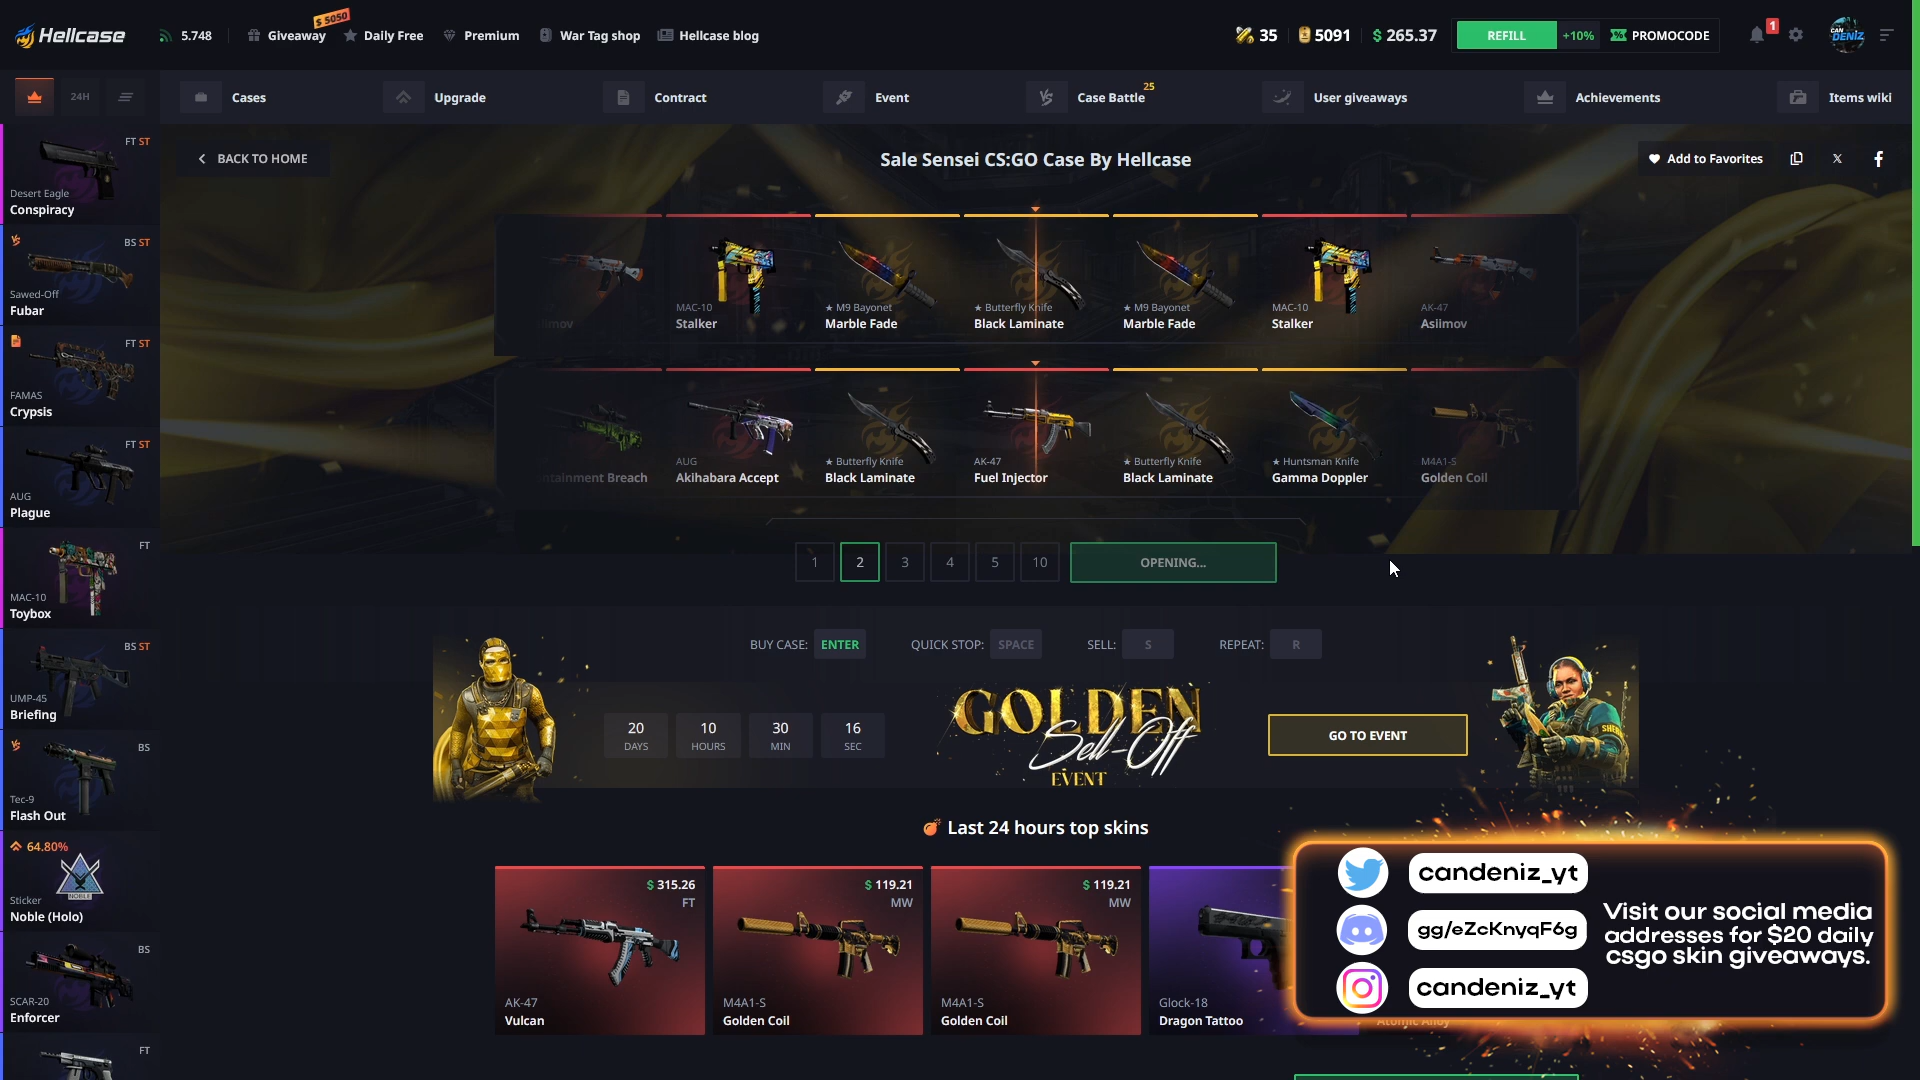 Hellcase
5.748
Giveaway
$ 5050
Daily Free
Premium
War Tag shop
Hellcase blog
35
5091
$ 265.37
REFILL
+10%
PROMOCODE
1
CAN DENIZ
24H
Cases
Upgrade
Contract
Event
Case Battle
25
User giveaways
Achievements
Items wiki
BACK TO HOME
Sale Sensei CS:GO Case By Hellcase
Add to Favorites
FT ST
Desert Eagle
Conspiracy
BS ST
Sawed-Off
Fubar
FT ST
FAMAS
Crypsis
FT ST
AUG
Plague
FT
MAC-10
Toybox
BS ST
UMP-45
Briefing
BS
Tec-9
Flash Out
64.80%
NOBLE
Sticker
Noble (Holo)
BS
SCAR-20
Enforcer
FT
MAC-10
Stalker
★ M9 Bayonet
Marble Fade
★ Butterfly Knife
Black Laminate
★ M9 Bayonet
Marble Fade
MAC-10
Stalker
AK-47
Asiimov
ntainment Breach
AUG
Akihabara Accept
★ Butterfly Knife
Black Laminate
AK-47
Fuel Injector
★ Butterfly Knife
Black Laminate
★ Huntsman Knife
Gamma Doppler
M4A1-S
Golden Coil
1
2
3
4
5
10
OPENING...
BUY CASE: ENTER
QUICK STOP: SPACE
SELL: S
REPEAT: R
20
DAYS
10
HOURS
30
MIN
16
SEC
GOLDEN
Sell-Off
EVENT
GO TO EVENT
Last 24 hours top skins
$ 315.26
FT
AK-47
Vulcan
$ 119.21
MW
M4A1-S
Golden Coil
$ 119.21
MW
M4A1-S
Golden Coil
Glock-18
Dragon Tattoo
Atomic Alloy
candeniz_yt
gg/eZcKnyqF6g
candeniz_yt
Visit our social media
addresses for $20 daily
csgo skin giveaways.